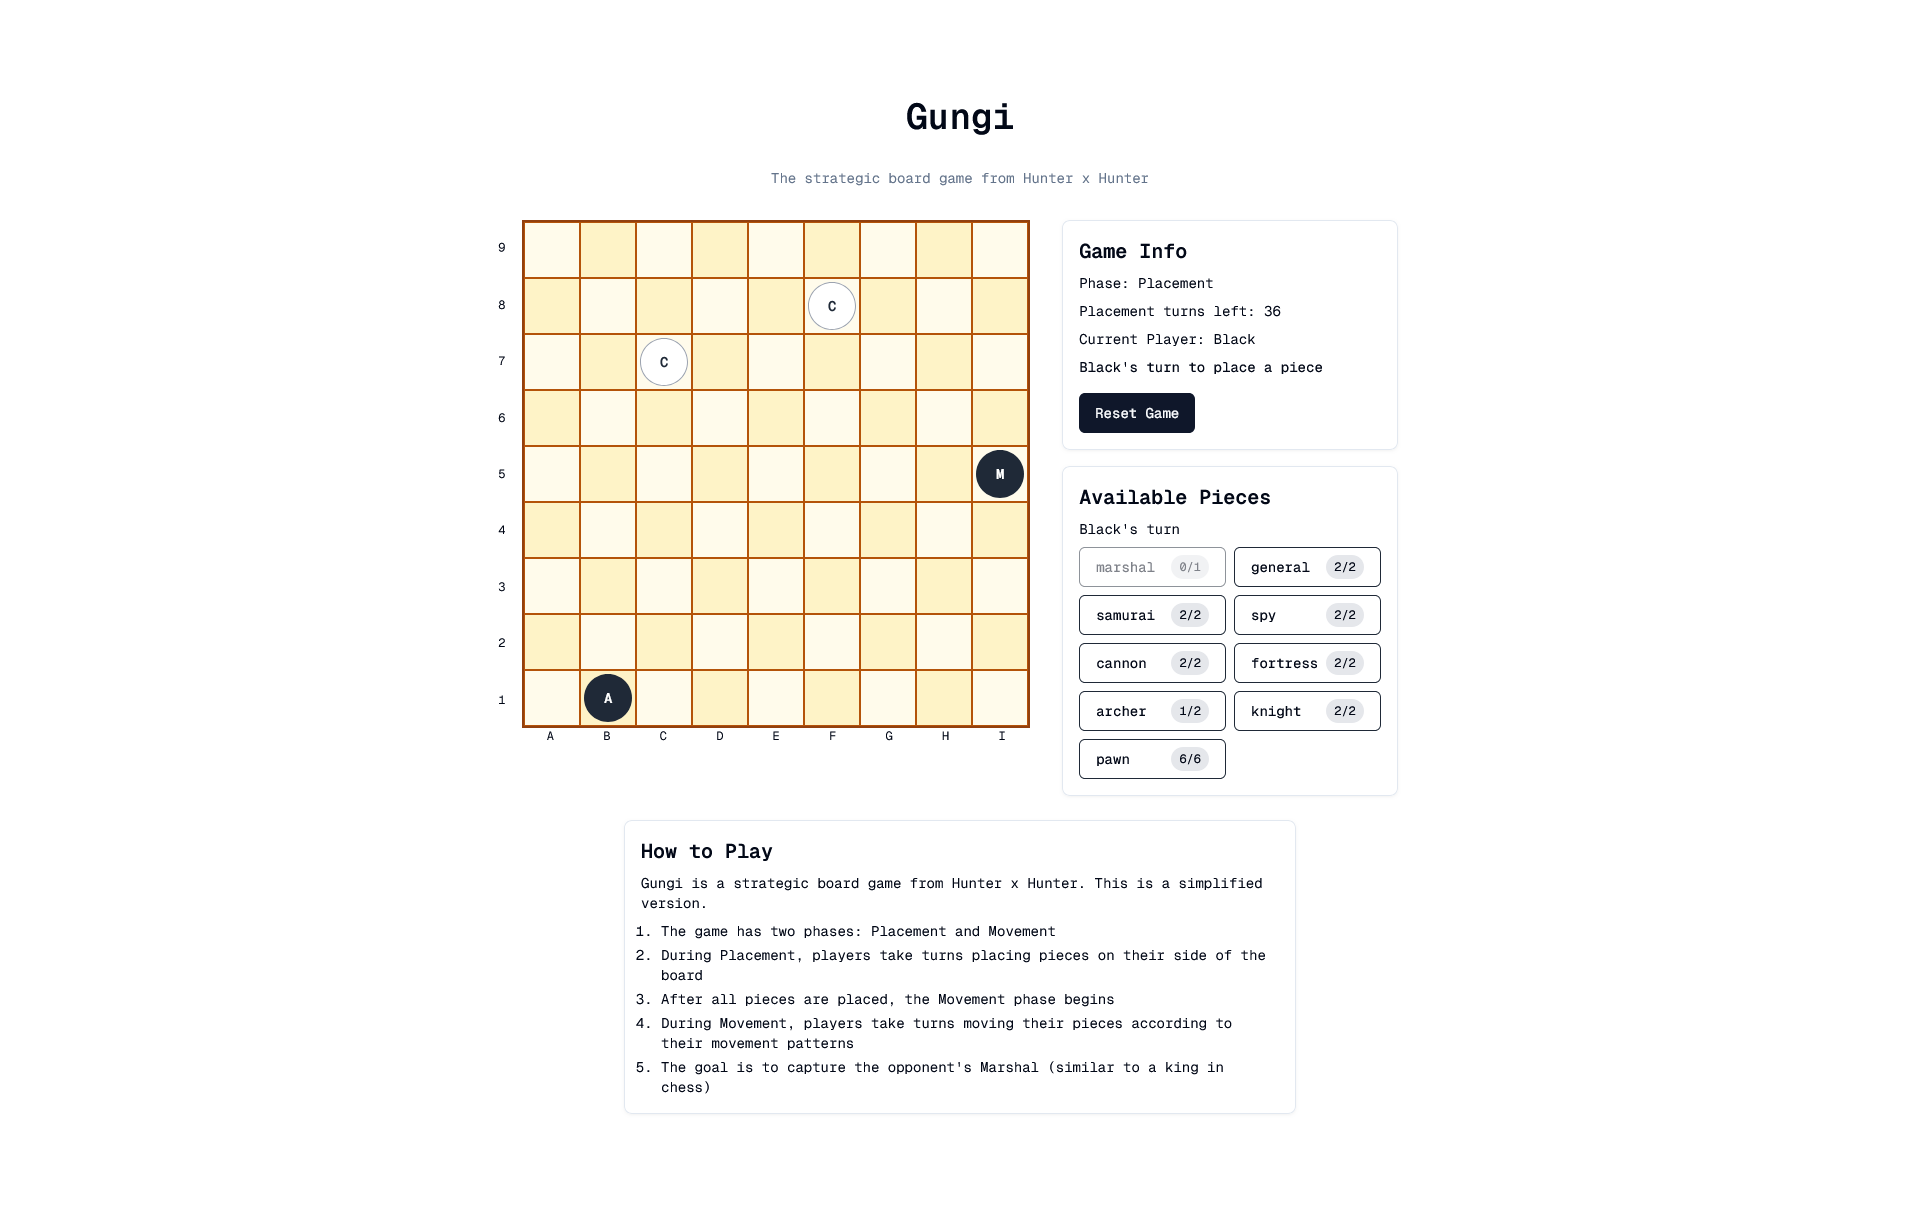 Gungi
The strategic board game from Hunter x Hunter
9
8
C
7
C
6
5
M
4
3
2
1
A
A B C D E F G H I
Game Info
Phase: Placement
Placement turns left: 36
Current Player: Black
Black's turn to place a piece
Reset Game
Available Pieces
Black's turn
marshal 0/1
general 2/2
samurai 2/2
spy 2/2
cannon 2/2
fortress 2/2
archer 1/2
knight 2/2
pawn 6/6
How to Play
Gungi is a strategic board game from Hunter x Hunter. This is a simplified
version.
1. The game has two phases: Placement and Movement
2. During Placement, players take turns placing pieces on their side of the
board
3. After all pieces are placed, the Movement phase begins
4. During Movement, players take turns moving their pieces according to
their movement patterns
5. The goal is to capture the opponent's Marshal (similar to a king in
chess)